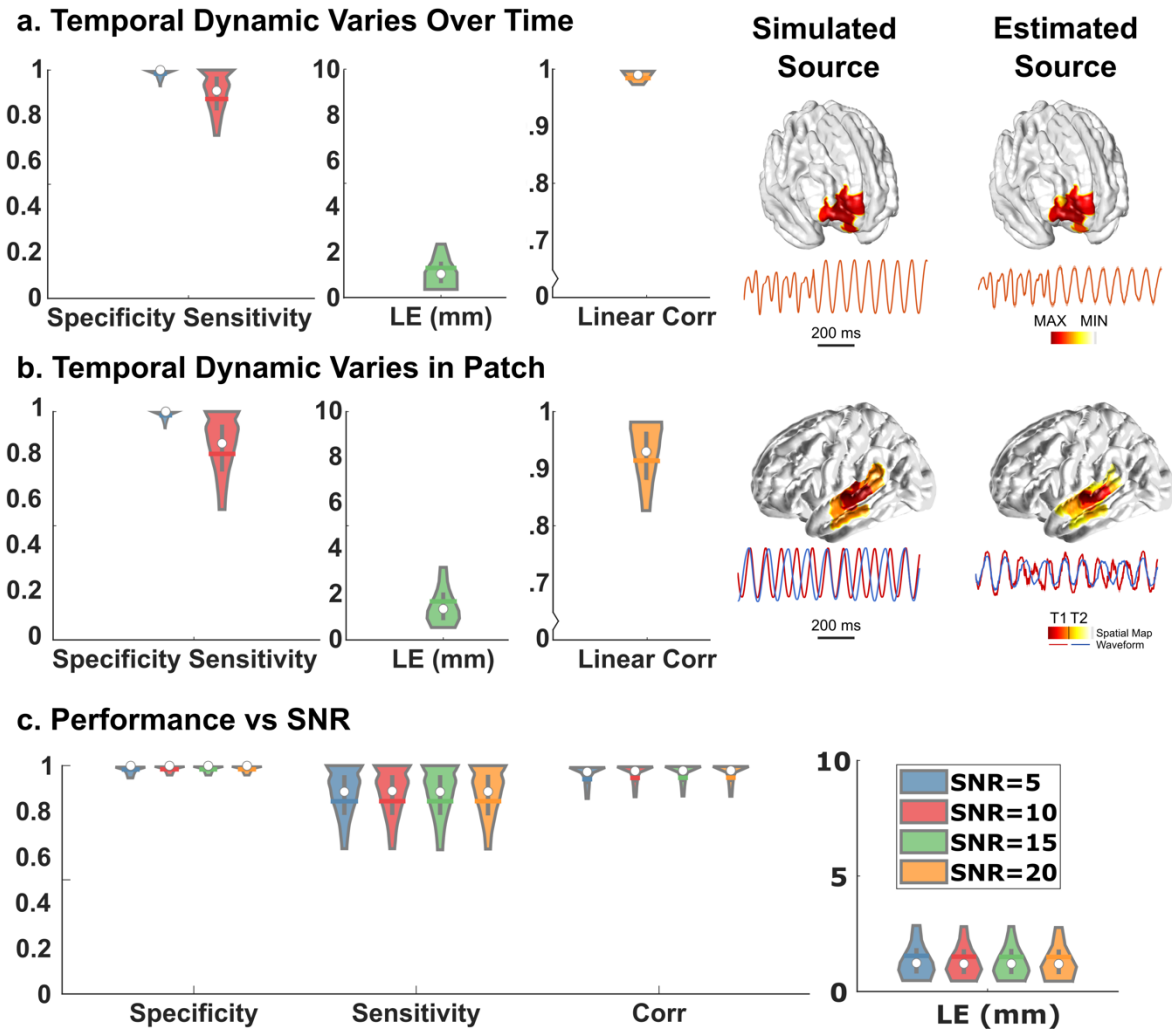 a. Temporal Dynamic Varies Over Time
Simulated
Source
Estimated
Source
1
0.8
0.6
0.4
0.2
0
Specificity Sensitivity
10
8
6
4
2
0
LE (mm)
1
.9
.8
.7
0
Linear Corr
200 ms
MAX MIN
b. Temporal Dynamic Varies in Patch
1
0.8
0.6
0.4
0.2
0
Specificity Sensitivity
10
8
6
4
2
0
LE (mm)
1
.9
.8
.7
0
Linear Corr
200 ms
T1 T2
Spatial Map
Waveform
c. Performance vs SNR
1
0.8
0.6
0.4
0.2
0
Specificity Sensitivity Corr
10
5
0
SNR=5
SNR=10
SNR=15
SNR=20
LE (mm)